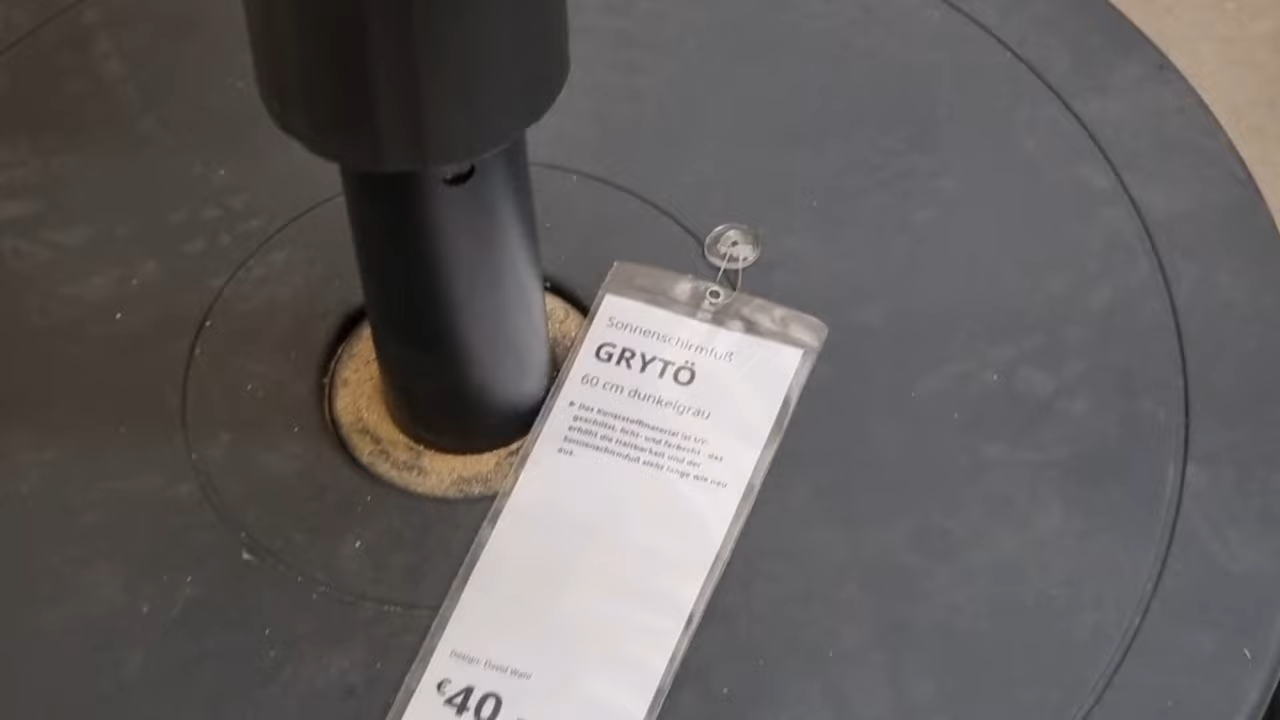 Sonnenschirmfuß
GRYTÖ
60 cm dunkelgrau
▸ Das Kunststoffmaterial ist UV-
geschützt, licht- und farbecht - das
erhöht die Haltbarkeit und der
Sonnenschirmfuß sieht lange wie neu
aus.
Design: David Wahl
€40